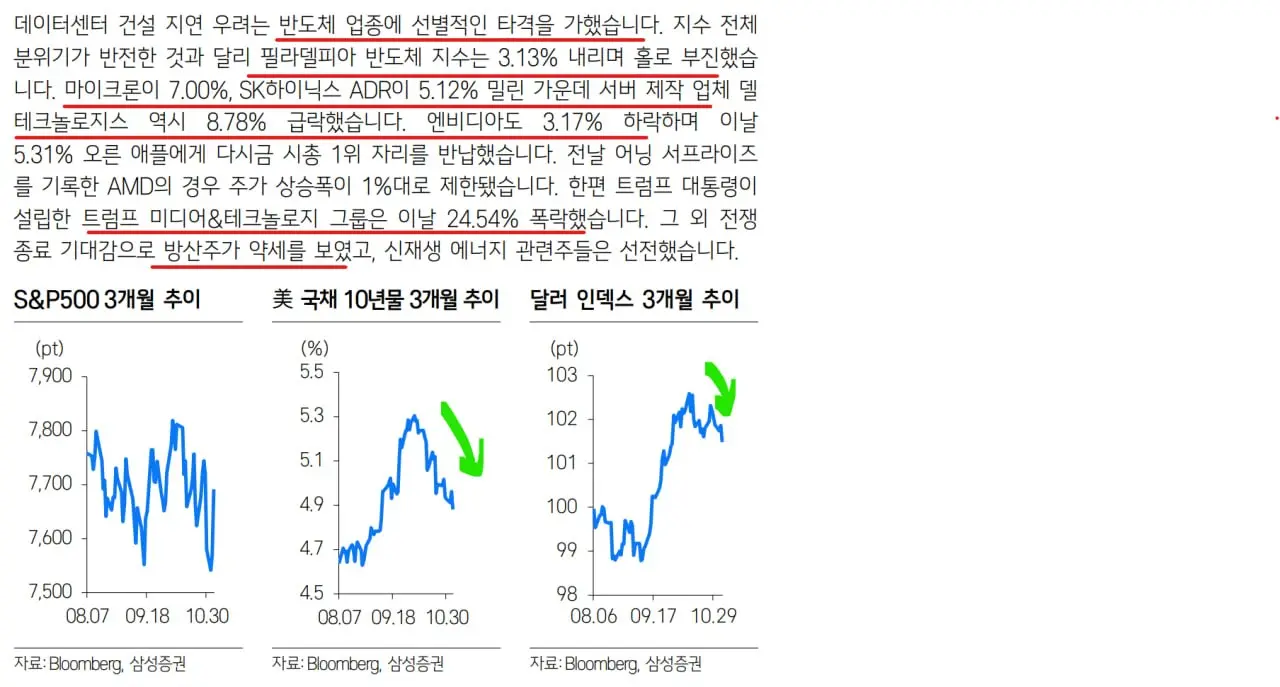 데이터센터 건설 지연 우려는 반도체 업종에 선별적인 타격을 가했습니다. 지수 전체
분위기가 반전한 것과 달리 필라델피아 반도체 지수는 3.13% 내리며 홀로 부진했습
니다. 마이크론이 7.00%, SK하이닉스 ADR이 5.12% 밀린 가운데 서버 제작 업체 델
테크놀로지스 역시 8.78% 급락했습니다. 엔비디아도 3.17% 하락하며 이날
5.31% 오른 애플에게 다시금 시총 1위 자리를 반납했습니다. 전날 어닝 서프라이즈
를 기록한 AMD의 경우 주가 상승폭이 1%대로 제한됐습니다. 한편 트럼프 대통령이
설립한 트럼프 미디어&테크놀로지 그룹은 이날 24.54% 폭락했습니다. 그 외 전쟁
종료 기대감으로 방산주가 약세를 보였고, 신재생 에너지 관련주들은 선전했습니다.
S&P500 3개월 추이
(pt)
7,900
7,800
7,700
7,600
7,500
08.07 09.18 10.30
자료: Bloomberg, 삼성증권
美 국채 10년물 3개월 추이
(%)
5.5
5.3
5.1
4.9
4.7
4.5
08.07 09.18 10.30
자료: Bloomberg, 삼성증권
달러 인덱스 3개월 추이
(pt)
103
102
101
100
99
98
08.06 09.17 10.29
자료: Bloomberg, 삼성증권